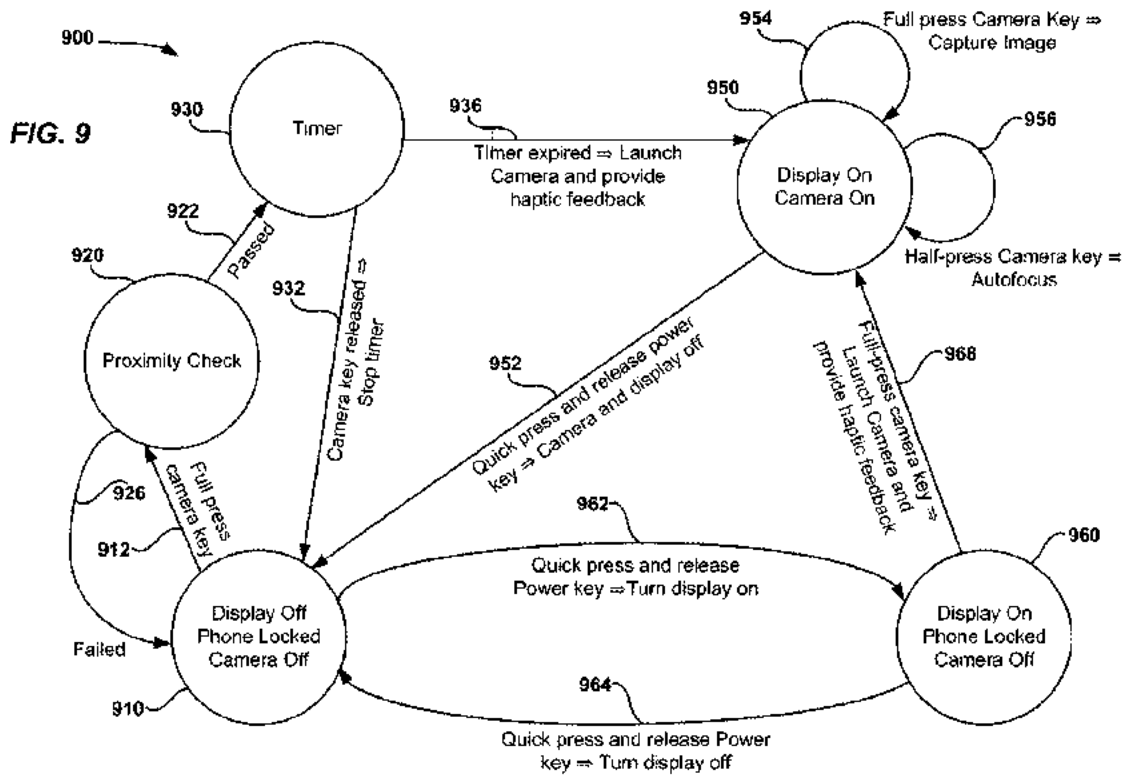 900
FIG. 9
930
Timer
936
Timer expired ⇒ Launch
Camera and provide
haptic feedback
954
Full press Camera Key ⇒
Capture Image
950
Display On
Camera On
956
Half-press Camera key ⇒
Autofocus
922
Passed
920
Proximity Check
932
Camera key released ⇒
Stop timer
952
Quick press and release power
key ⇒ Camera and display off
968
Full-press camera key ⇒
Launch Camera and
provide haptic feedback
926
912
Full press
camera key
Failed
910
Display Off
Phone Locked
Camera Off
962
Quick press and release
Power key ⇒Turn display on
960
Display On
Phone Locked
Camera Off
964
Quick press and release Power
key ⇒ Turn display off